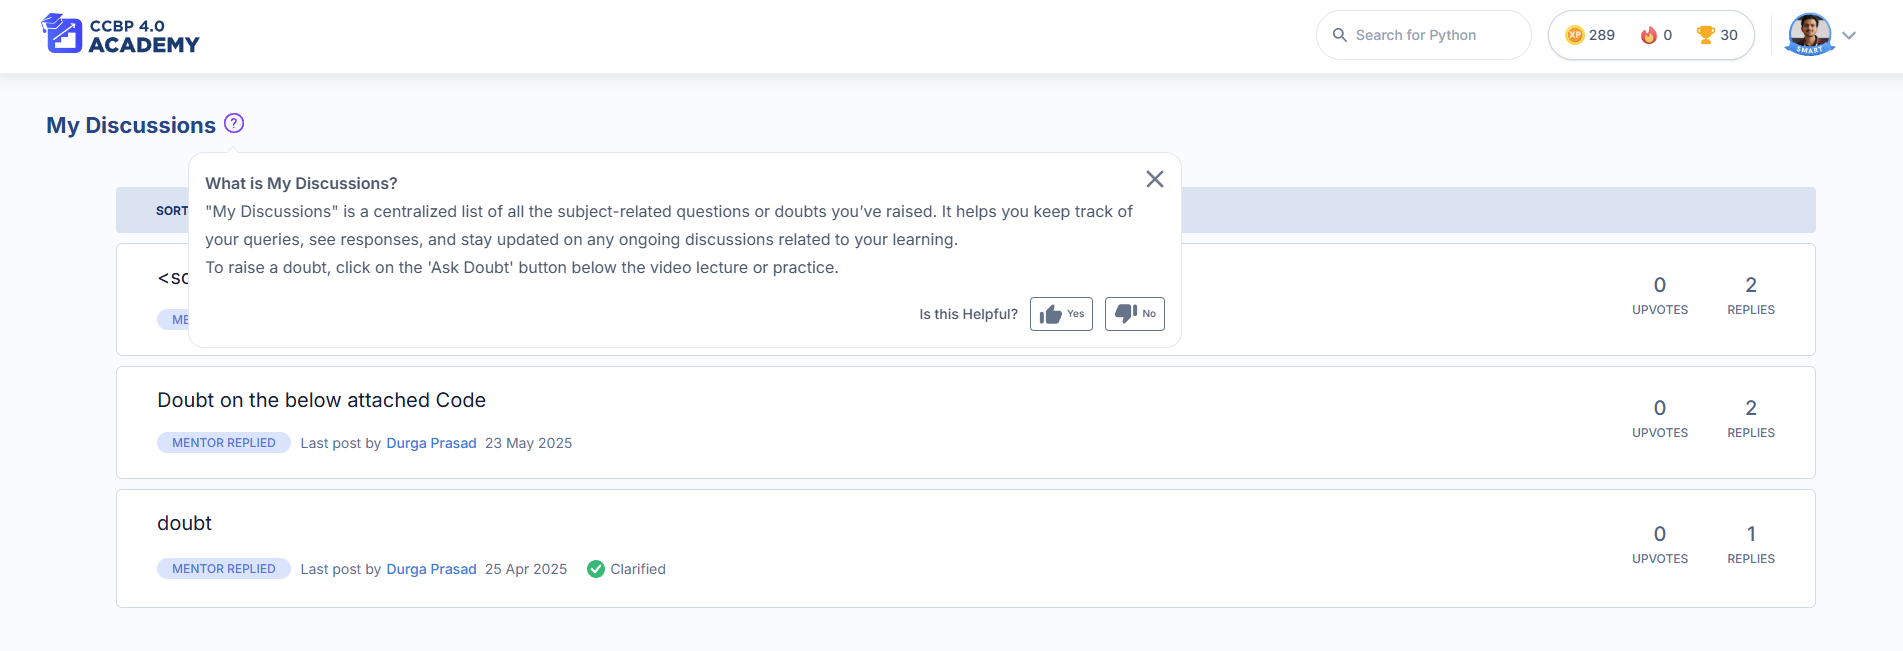 CCBP 4.0
ACADEMY
Search for Python
XP 289 0 30
SMART
My Discussions ?
What is My Discussions?
"My Discussions" is a centralized list of all the subject-related questions or doubts you’ve raised. It helps you keep track of
your queries, see responses, and stay updated on any ongoing discussions related to your learning.
To raise a doubt, click on the 'Ask Doubt' button below the video lecture or practice.
Is this Helpful? Yes No
SORT
0 2
UPVOTES REPLIES
Doubt on the below attached Code
MENTOR REPLIED Last post by Durga Prasad 23 May 2025
0 2
UPVOTES REPLIES
doubt
MENTOR REPLIED Last post by Durga Prasad 25 Apr 2025 Clarified
0 1
UPVOTES REPLIES